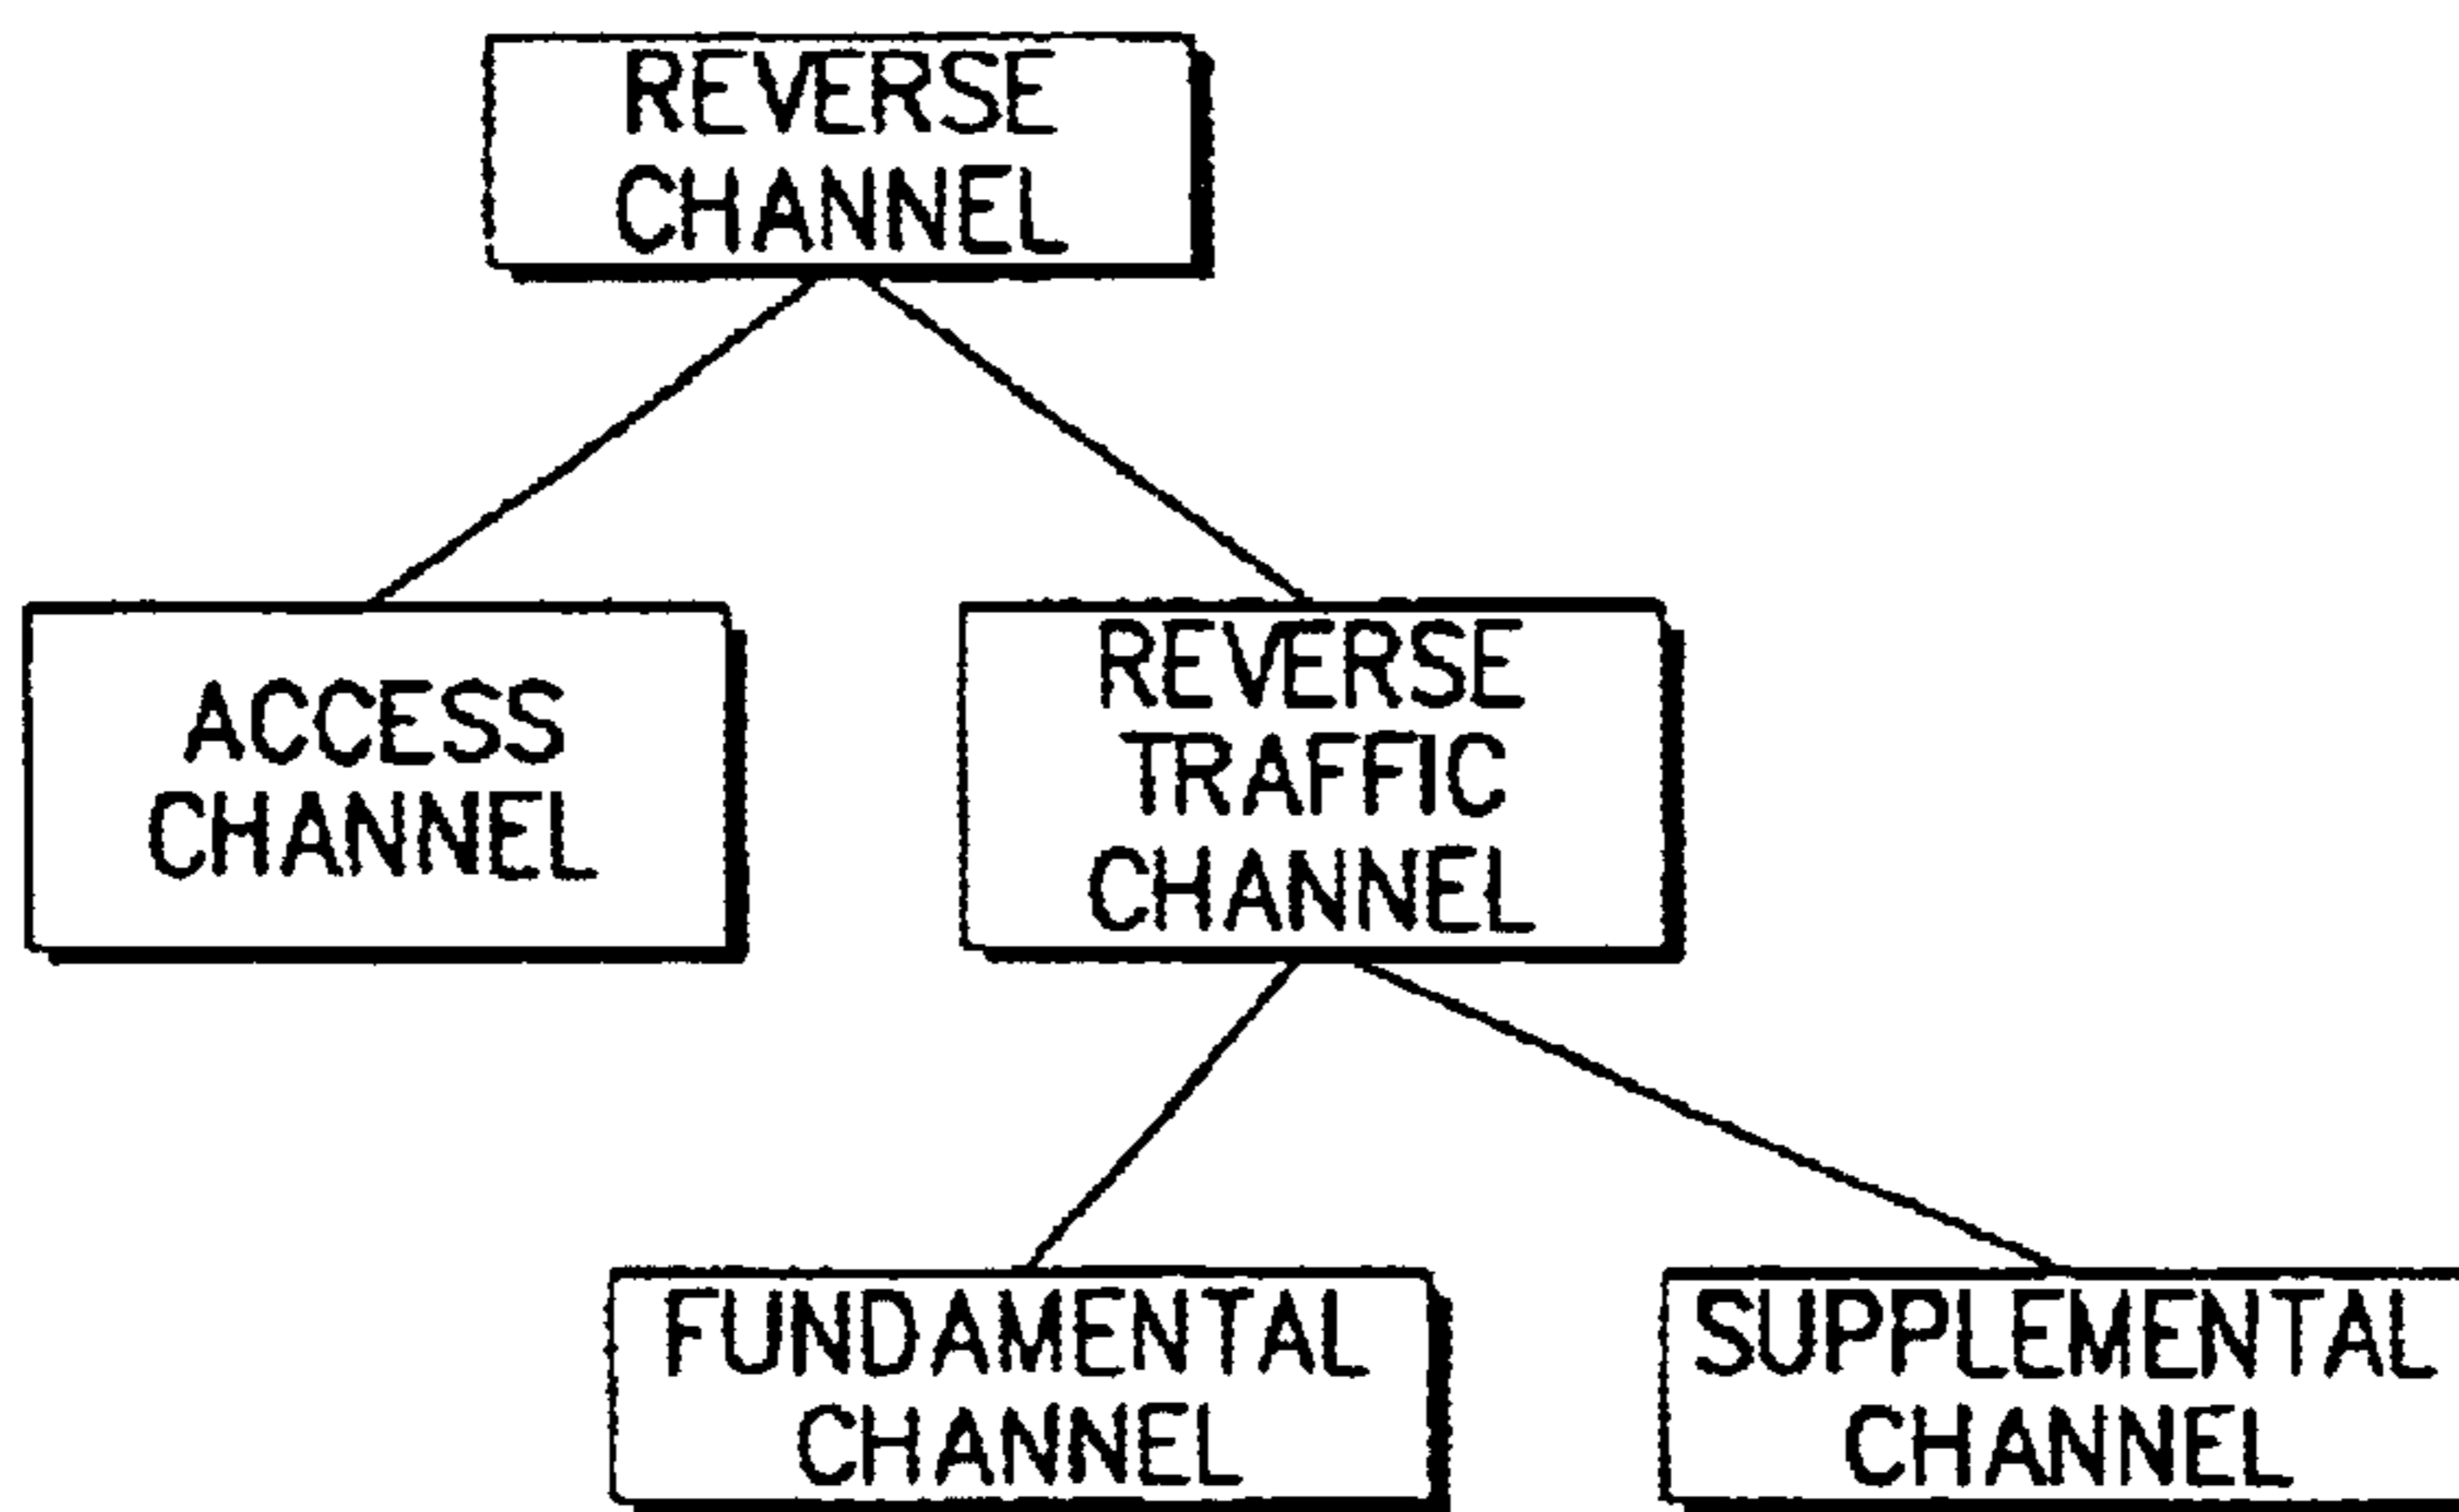 REVERSE
CHANNEL
ACCESS
CHANNEL
REVERSE
TRAFFIC
CHANNEL
FUNDAMENTAL
CHANNEL
SUPPLEMENTAL
CHANNEL